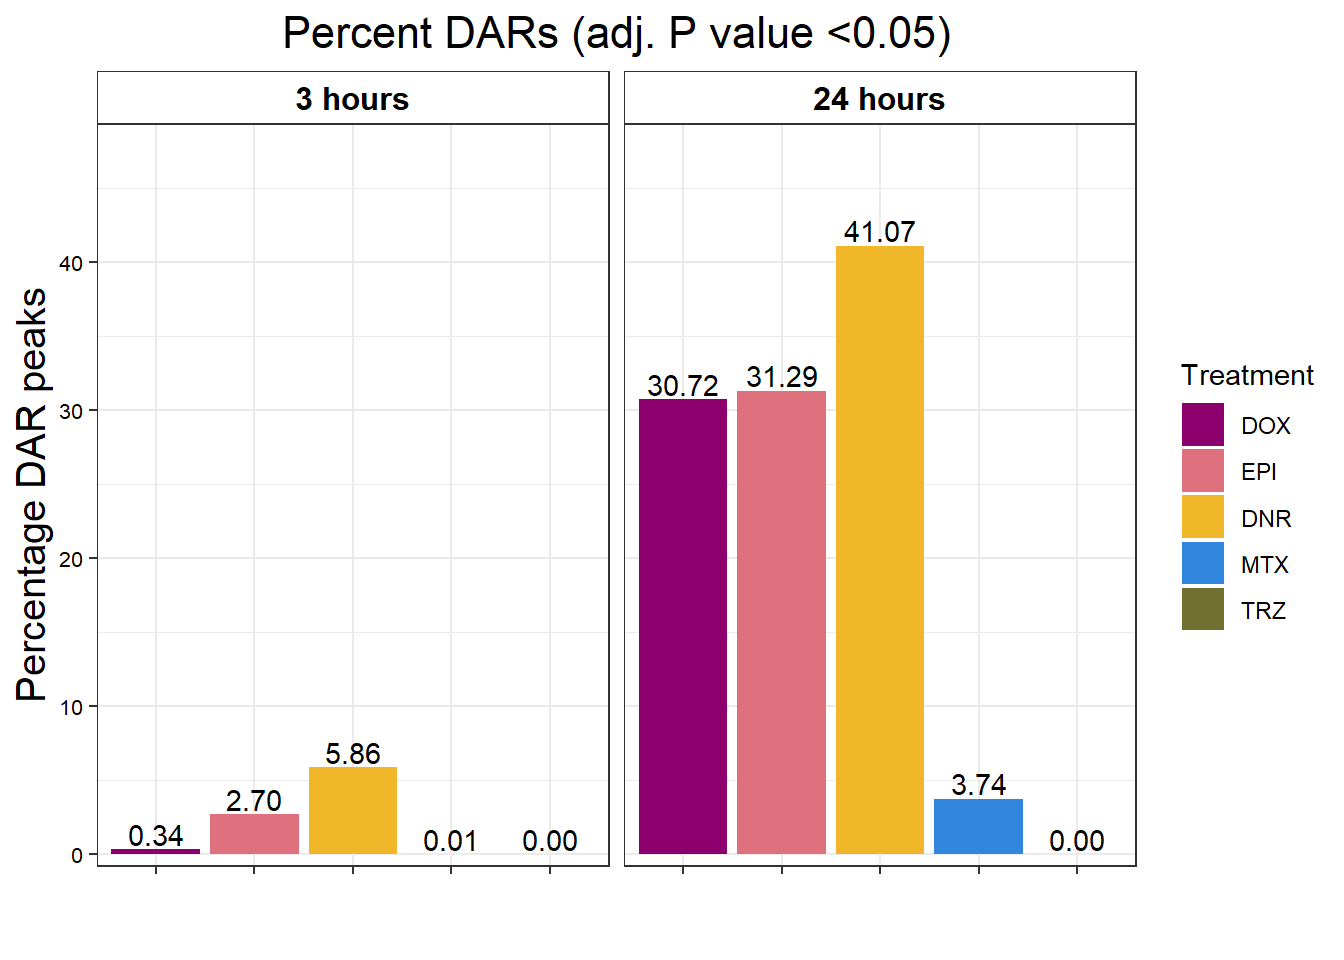 Percent DARs (adj. P value <0.05)
3 hours
24 hours
Percentage DAR peaks
40
30
20
10
0
0.34
2.70
5.86
0.01
0.00
30.72
31.29
41.07
3.74
0.00
Treatment
DOX
EPI
DNR
MTX
TRZ